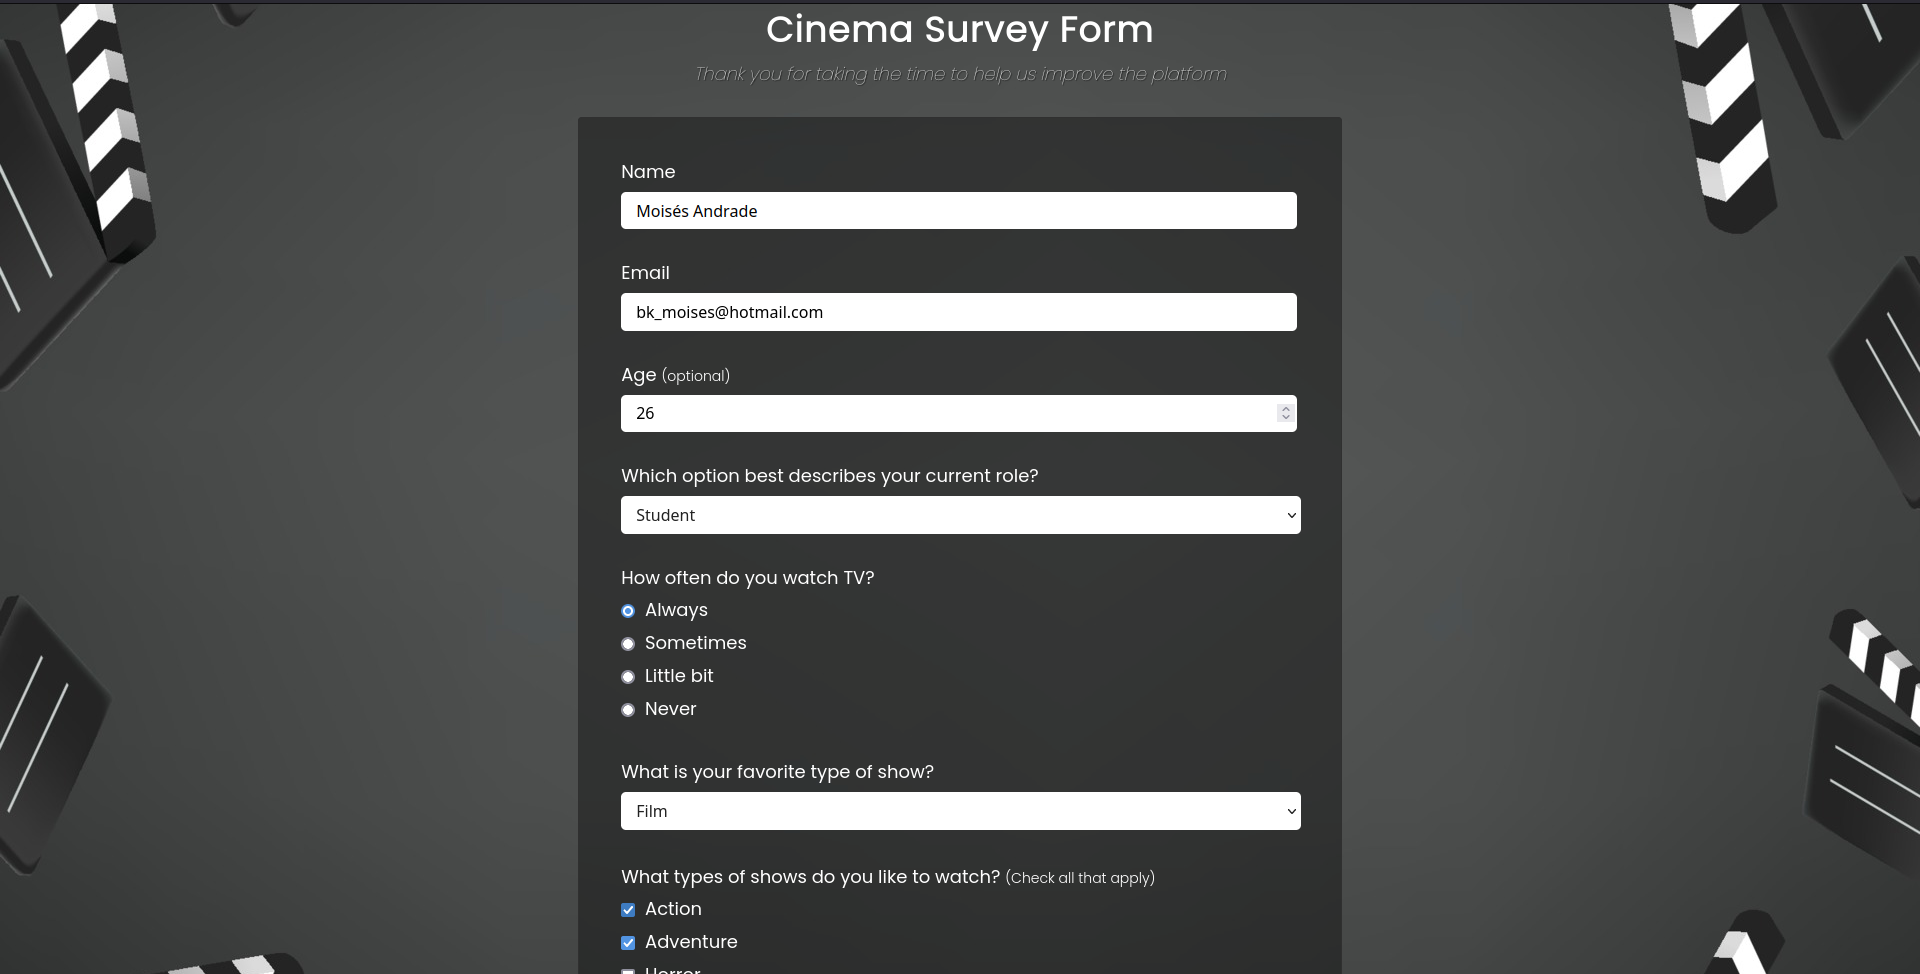 Cinema Survey Form
Thank you for taking the time to help us improve the platform
Name
Moisés Andrade
Email
bk_moises@hotmail.com
Age (optional)
26
Which option best describes your current role?
Student
How often do you watch TV?
Always
Sometimes
Little bit
Never
What is your favorite type of show?
Film
What types of shows do you like to watch? (Check all that apply)
Action
Adventure
Horror